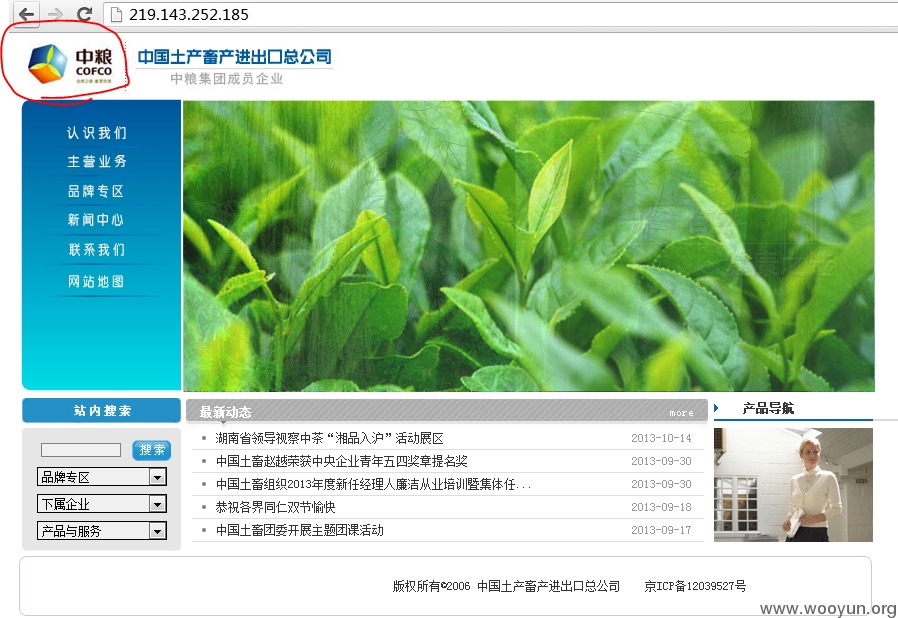 219.143.252.185
中粮
COFCO
中国土产畜产进出口总公司
中粮集团成员企业
认识我们
主营业务
品牌专区
新闻中心
联系我们
网站地图
站内搜索
搜索
品牌专区
下属企业
产品与服务
最新动态
more
湖南省领导视察中茶“湘品入沪”活动展区 2013-10-14
中国土畜赵越荣获中央企业青年五四奖章提名奖 2013-09-30
中国土畜组织2013年度新任经理人廉洁从业培训暨集体任... 2013-09-30
恭祝各界同仁双节愉快 2013-09-18
中国土畜团委开展主题团课活动 2013-09-17
产品导航
版权所有©2006 中国土产畜产进出口总公司 京ICP备12039527号
www.wooyun.org